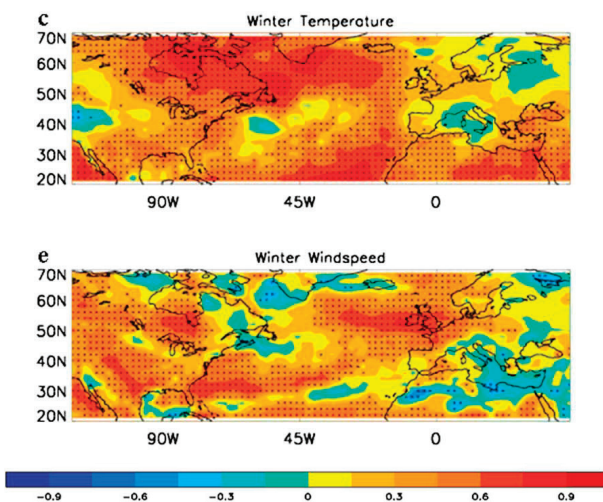 c
Winter Temperature
70N
60N
50N
40N
30N
20N
90W 45W 0
e
Winter Windspeed
70N
60N
50N
40N
30N
20N
90W 45W 0
-0.9 -0.6 -0.3 0 0.3 0.6 0.9